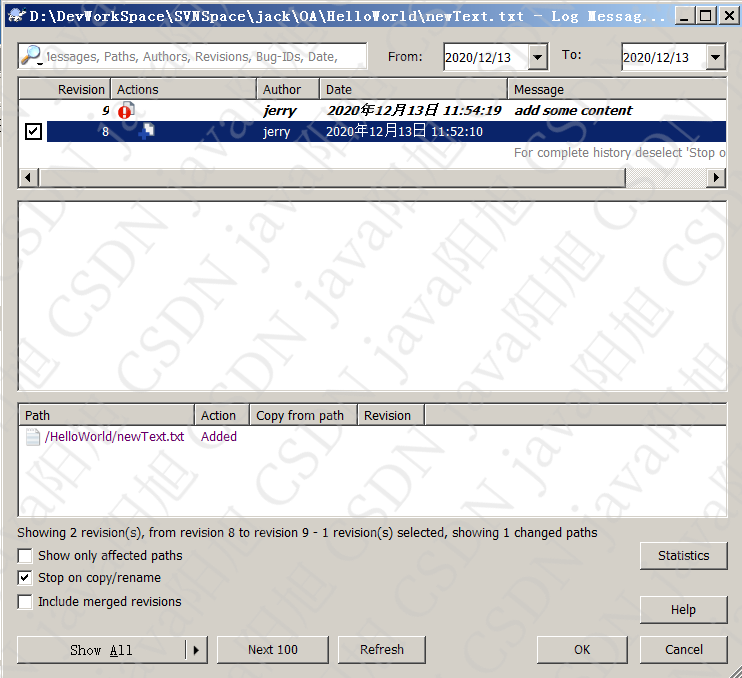 D:\DevWorkSpace\SVNSpace\jack\OA\HelloWorld\newText.txt - Log Messag...
Messages, Paths, Authors, Revisions, Bug-IDs, Date,
From: 2020/12/13 To: 2020/12/13
Revision Actions Author Date Message
9 jerry 2020年12月13日 11:54:19 add some content
8 jerry 2020年12月13日 11:52:10
For complete history deselect 'Stop o
Path Action Copy from path Revision
/HelloWorld/newText.txt Added
Showing 2 revision(s), from revision 8 to revision 9 - 1 revision(s) selected, showing 1 changed paths
Show only affected paths
Statistics
Stop on copy/rename
Include merged revisions
Help
Show All Next 100 Refresh OK Cancel
CSDN java阳旭